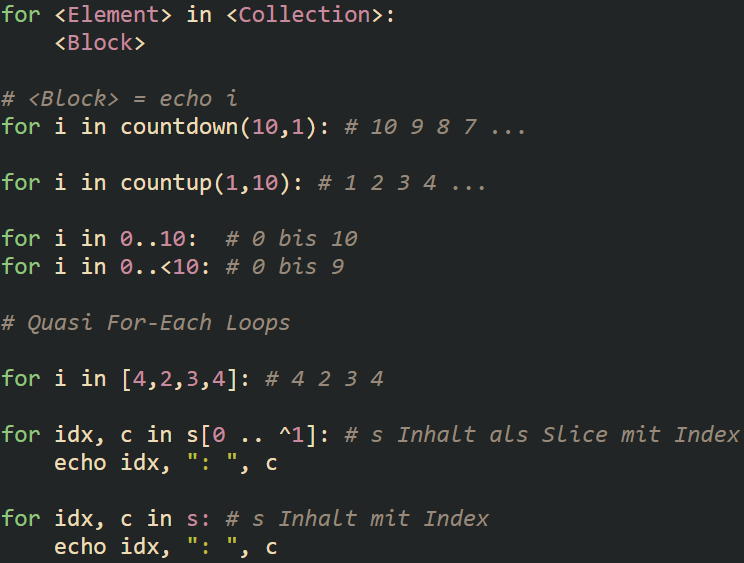 for <Element> in <Collection>:
    <Block>
# <Block> = echo i
for i in countdown(10,1): # 10 9 8 7 ...
for i in countup(1,10): # 1 2 3 4 ...
for i in 0..10:  # 0 bis 10
for i in 0..<10: # 0 bis 9
# Quasi For-Each Loops
for i in [4,2,3,4]: # 4 2 3 4
for idx, c in s[0 .. ^1]: # s Inhalt als Slice mit Index
    echo idx, ": ", c
for idx, c in s: # s Inhalt mit Index
    echo idx, ": ", c